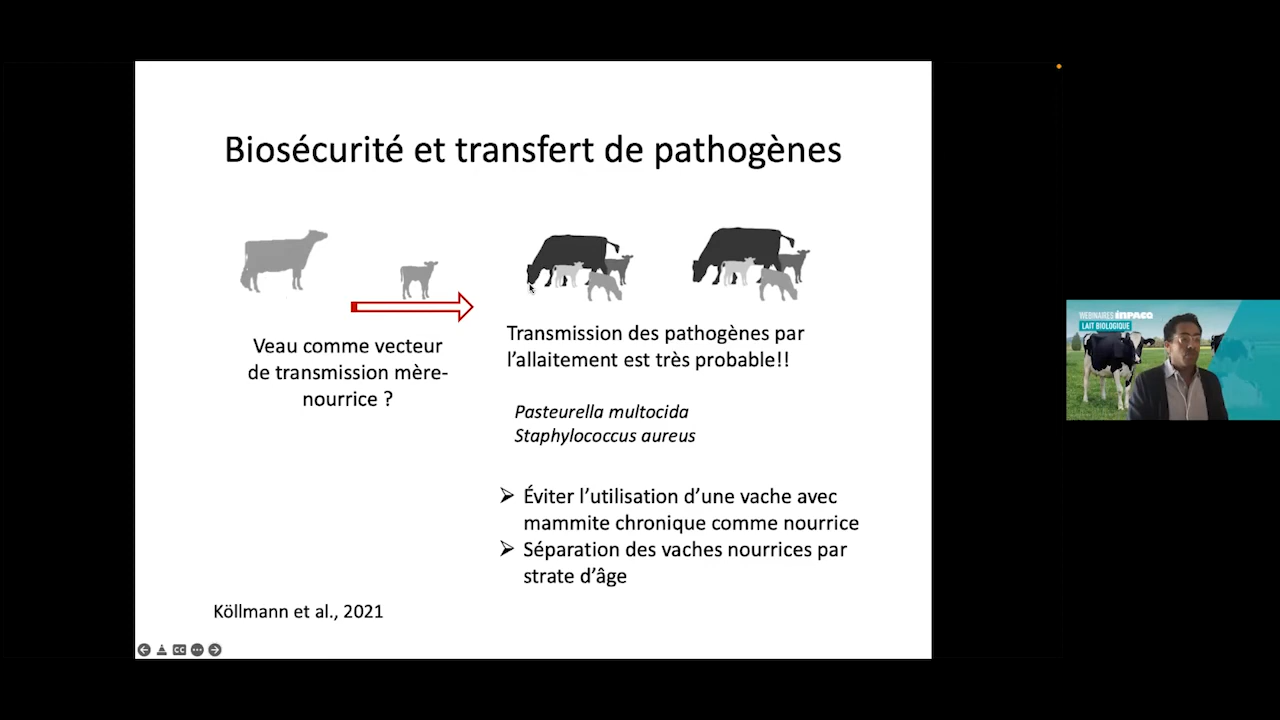 Biosécurité et transfert de pathogènes
Veau comme vecteur
de transmission mère-
nourrice ?
Transmission des pathogènes par
l’allaitement est très probable!!
Pasteurella multocida
Staphylococcus aureus
Éviter l’utilisation d’une vache avec
mammite chronique comme nourrice
Séparation des vaches nourrices par
strate d’âge
Köllmann et al., 2021
CC
WEBINAIRES INPACQ
LAIT BIOLOGIQUE